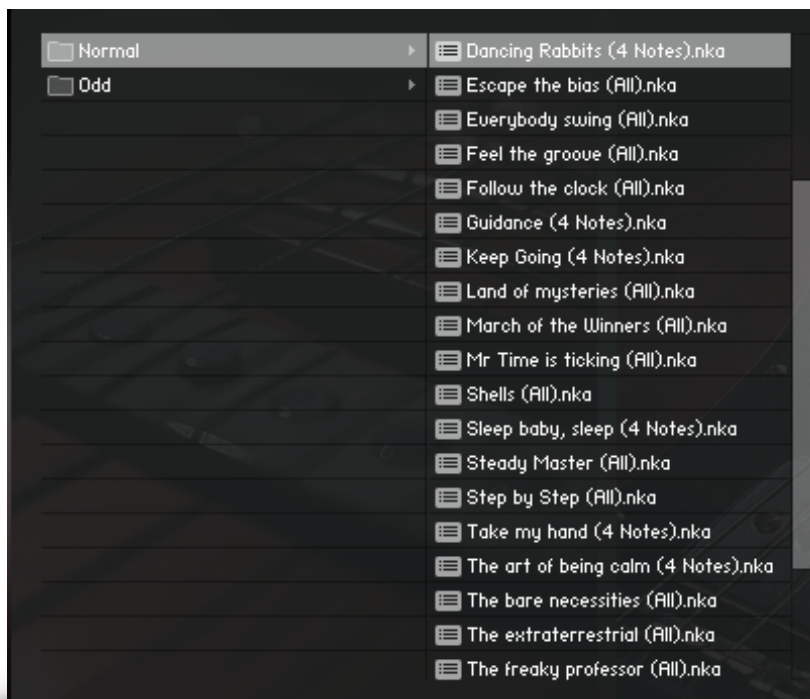 Normal
Odd
Dancing Rabbits (4 Notes).nka
Escape the bias (All).nka
Everybody swing (All).nka
Feel the groove (All).nka
Follow the clock (All).nka
Guidance (4 Notes).nka
Keep Going (4 Notes).nka
Land of mysteries (All).nka
March of the Winners (All).nka
Mr Time is ticking (All).nka
Shells (All).nka
Sleep baby, sleep (4 Notes).nka
Steady Master (All).nka
Step by Step (All).nka
Take my hand (4 Notes).nka
The art of being calm (4 Notes).nka
The bare necessities (All).nka
The extraterrestrial (All).nka
The freaky professor (All).nka